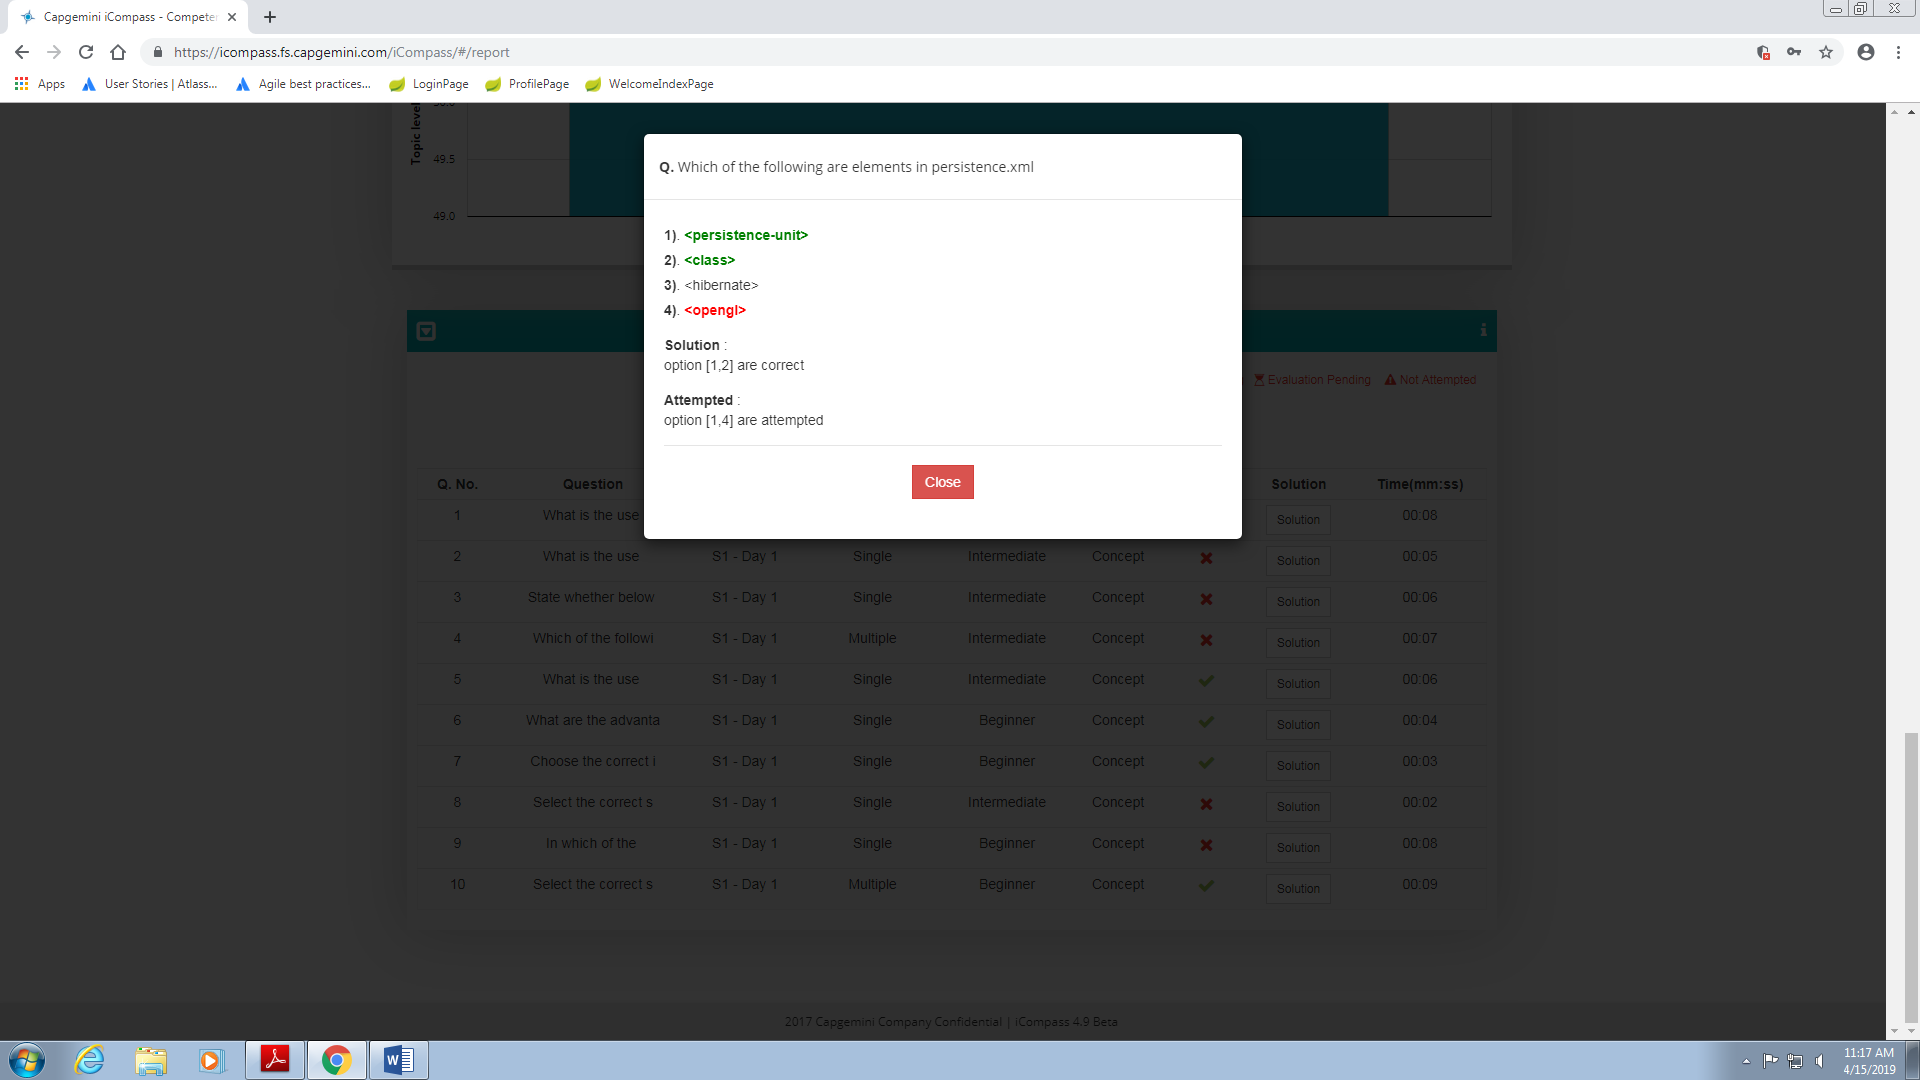 Capgemini iCompass - Competer
https://icompass.fs.capgemini.com/iCompass/#/report
Apps
User Stories | Atlass...
Agile best practices...
LoginPage
ProfilePage
WelcomeIndexPage
Topic level
49.5
49.0
Q. Which of the following are elements in persistence.xml
1). <persistence-unit>
2). <class>
3). <hibernate>
4). <opengl>
Solution :
option [1,2] are correct
Attempted :
option [1,4] are attempted
Close
Evaluation Pending Not Attempted
Q. No. Question Solution Time(mm:ss)
1 What is the use Solution 00:08
2 What is the use S1 - Day 1 Single Intermediate Concept Solution 00:05
3 State whether below S1 - Day 1 Single Intermediate Concept Solution 00:06
4 Which of the followi S1 - Day 1 Multiple Intermediate Concept Solution 00:07
5 What is the use S1 - Day 1 Single Intermediate Concept Solution 00:06
6 What are the advanta S1 - Day 1 Single Beginner Concept Solution 00:04
7 Choose the correct i S1 - Day 1 Single Beginner Concept Solution 00:03
8 Select the correct s S1 - Day 1 Single Intermediate Concept Solution 00:02
9 In which of the S1 - Day 1 Single Beginner Concept Solution 00:08
10 Select the correct s S1 - Day 1 Multiple Beginner Concept Solution 00:09
2017 Capgemini Company Confidential | iCompass 4.9 Beta
11:17 AM
4/15/2019